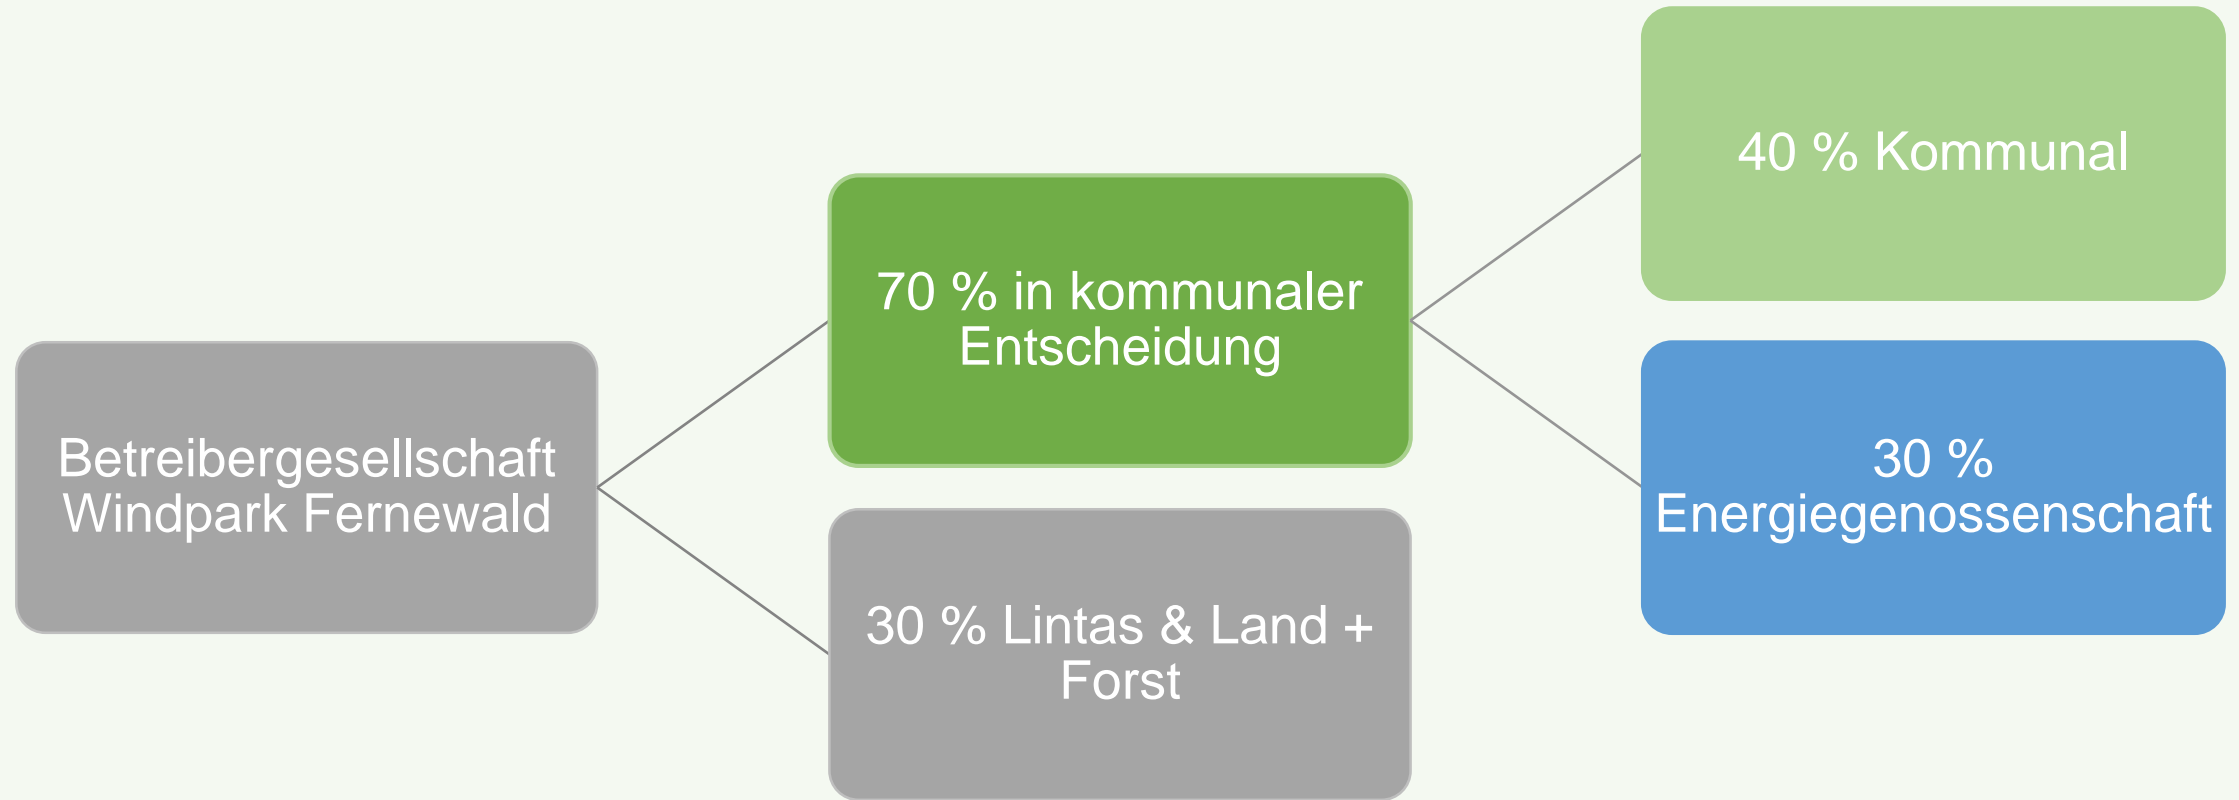 Betreibergesellschaft
Windpark Fernewald
70 % in kommunaler
Entscheidung
30 % Lintas & Land +
Forst
40 % Kommunal
30 %
Energiegenossenschaft